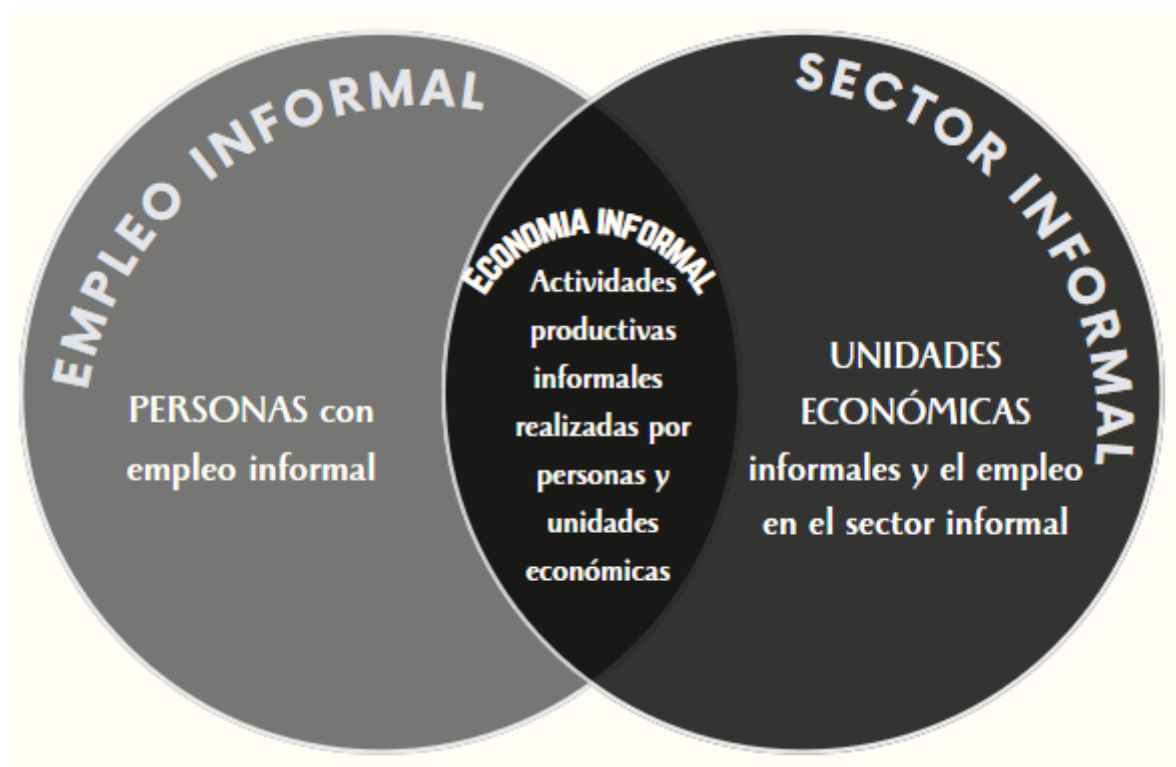 EMPLEO INFORMAL
PERSONAS con
empleo informal
ECONOMIA INFORMAL
Actividades
productivas
informales
realizadas por
personas y
unidades
económicas
SECTOR INFORMAL
UNIDADES
ECONÓMICAS
informales y el empleo
en el sector informal